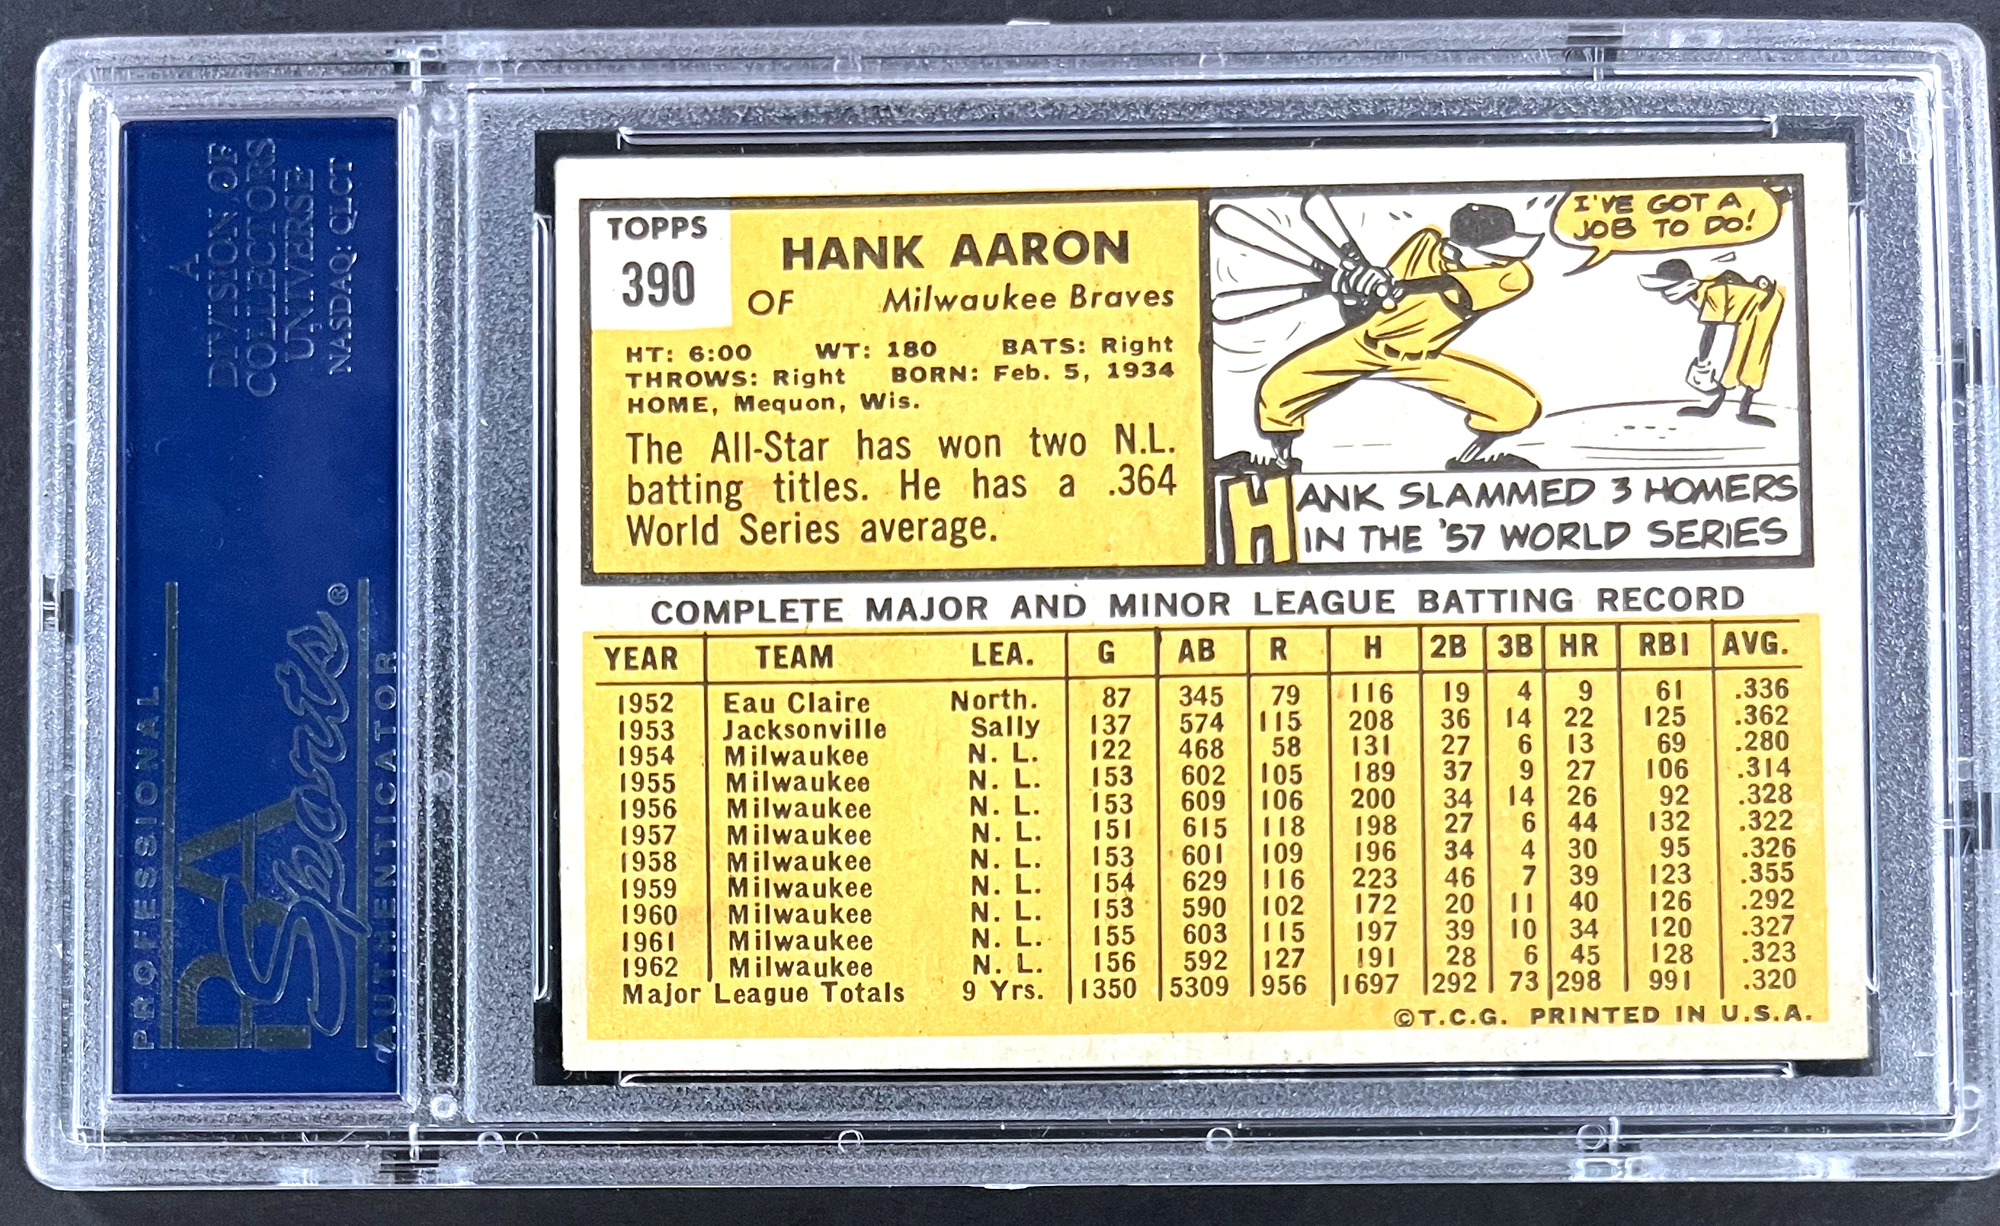 A
DIVISION OF
COLLECTORS
UNIVERSE
NASDAQ: CLCT
PROFESSIONAL
PSA
Sports®
AUTHENTICATOR
TOPPS
390
HANK AARON
OF Milwaukee Braves
HT: 6:00 WT: 180 BATS: Right
THROWS: Right BORN: Feb. 5, 1934
HOME, Mequon, Wis.
The All-Star has won two N.L.
batting titles. He has a .364
World Series average.
I'VE GOT A
JOB TO DO!
HANK SLAMMED 3 HOMERS
IN THE '57 WORLD SERIES
COMPLETE MAJOR AND MINOR LEAGUE BATTING RECORD
YEAR TEAM LEA. G AB R H 2B 3B HR RBI AVG.
1952 Eau Claire North. 87 345 79 116 19 4 9 61 .336
1953 Jacksonville Sally 137 574 115 208 36 14 22 125 .362
1954 Milwaukee N. L. 122 468 58 131 27 6 13 69 .280
1955 Milwaukee N. L. 153 602 105 189 37 9 27 106 .314
1956 Milwaukee N. L. 153 609 106 200 34 14 26 92 .328
1957 Milwaukee N. L. 151 615 118 198 27 6 44 132 .322
1958 Milwaukee N. L. 153 601 109 196 34 4 30 95 .326
1959 Milwaukee N. L. 154 629 116 223 46 7 39 123 .355
1960 Milwaukee N. L. 153 590 102 172 20 11 40 126 .292
1961 Milwaukee N. L. 155 603 115 197 39 10 34 120 .327
1962 Milwaukee N. L. 156 592 127 191 28 6 45 128 .323
Major League Totals 9 Yrs. 1350 5309 956 1697 292 73 298 991 .320
©T.C.G. PRINTED IN U.S.A.